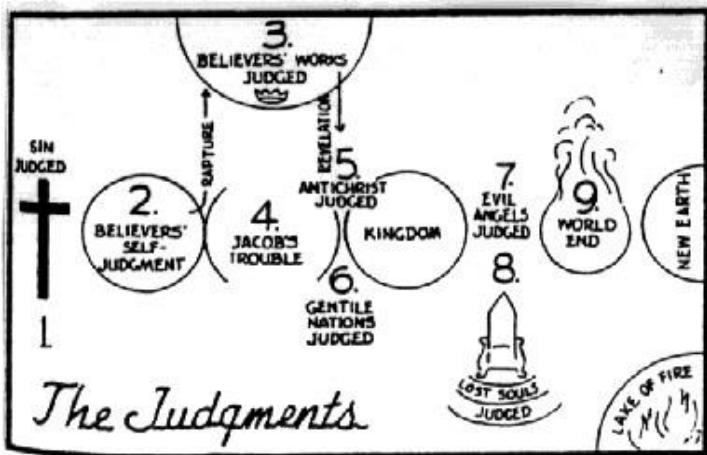 3.
BELIEVERS' WORKS
JUDGED
SIN
JUDGED
1
2.
BELIEVERS'
SELF-
JUDGMENT
RAPTURE
4.
JACOB'S
TROUBLE
REVELATION
5.
ANTICHRIST
JUDGED
6.
GENTILE
NATIONS
JUDGED
KINGDOM
7.
EVIL
ANGELS
JUDGED
8.
LOST SOULS
JUDGED
9.
WORLD
END
NEW EARTH
LAKE OF FIRE
The Judgments